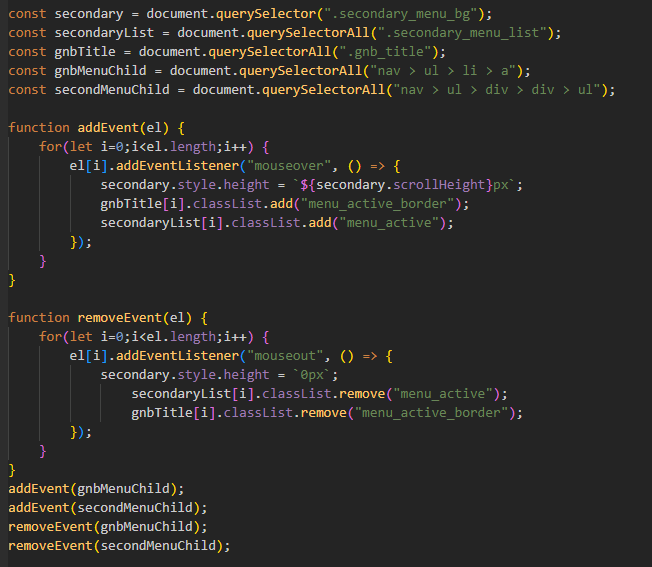 const secondary = document.querySelector(".secondary_menu_bg");
const secondaryList = document.querySelectorAll(".secondary_menu_list");
const gnbTitle = document.querySelectorAll(".gnb_title");
const gnbMenuChild = document.querySelectorAll("nav > ul > li > a");
const secondMenuChild = document.querySelectorAll("nav > ul > div > div > ul");

function addEvent(el) {
    for(let i=0;i<el.length;i++) {
        el[i].addEventListener("mouseover", () => {
            secondary.style.height = `${secondary.scrollHeight}px`;
            gnbTitle[i].classList.add("menu_active_border");
            secondaryList[i].classList.add("menu_active");
        });
    }
}

function removeEvent(el) {
    for(let i=0;i<el.length;i++) {
        el[i].addEventListener("mouseout", () => {
            secondary.style.height = `0px`;
                secondaryList[i].classList.remove("menu_active");
                gnbTitle[i].classList.remove("menu_active_border");
        });
    }
}
addEvent(gnbMenuChild);
addEvent(secondMenuChild);
removeEvent(gnbMenuChild);
removeEvent(secondMenuChild);